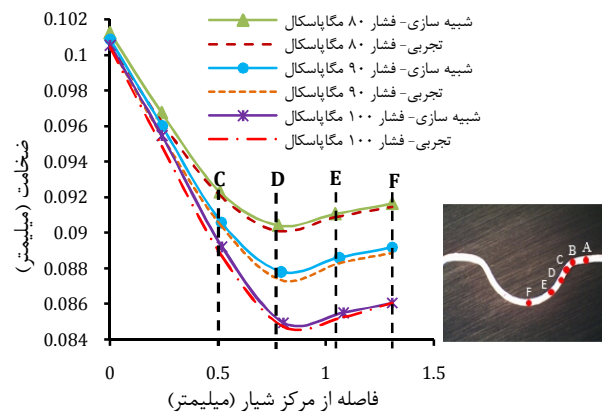 شبیه سازی- فشار ۸۰ مگاپاسکال
تجربی- فشار ۸۰ مگاپاسکال
شبیه سازی- فشار ۹۰ مگاپاسکال
تجربی- فشار ۹۰ مگاپاسکال
شبیه سازی- فشار ۱۰۰ مگاپاسکال
تجربی- فشار ۱۰۰ مگاپاسکال
0.102
0.1
0.098
0.096
0.094
0.092
0.09
0.088
0.086
0.084
ضخامت (میلیمتر)
C D E F
0 0.5 1 1.5
فاصله از مرکز شیار (میلیمتر)
A
B
C
D
E
F